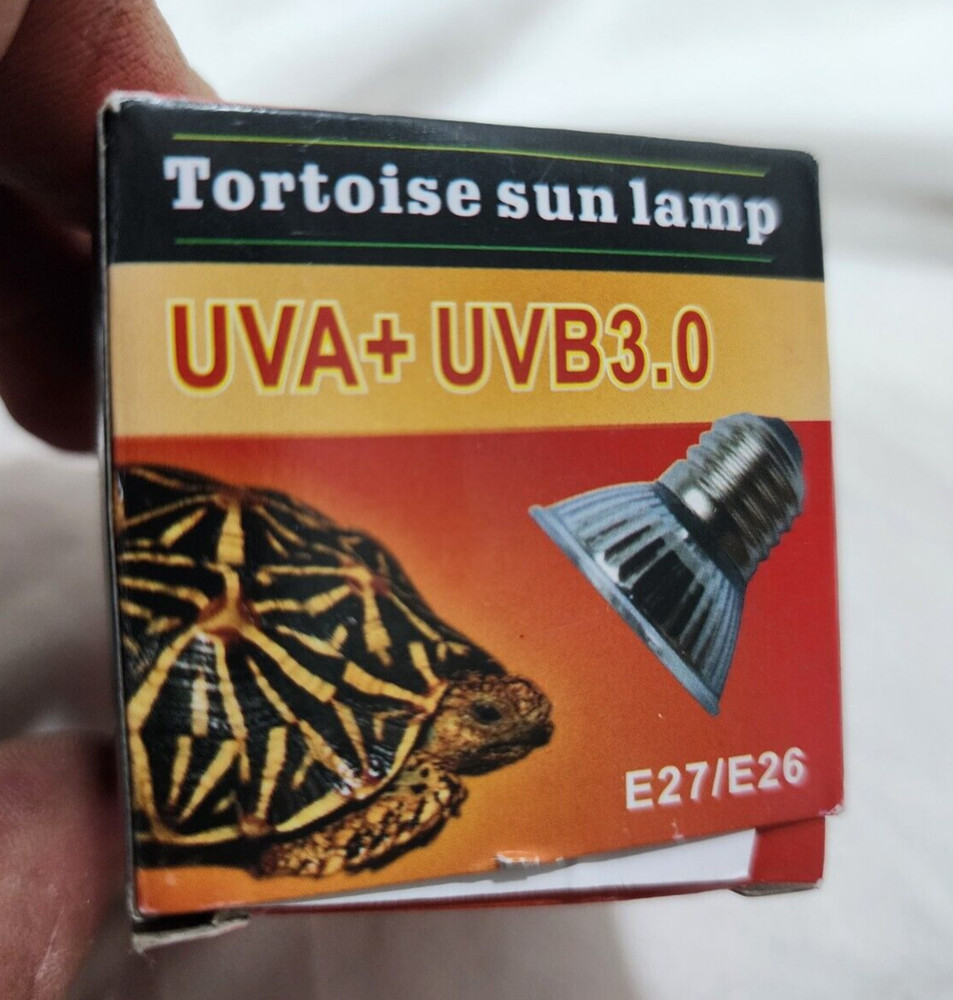 Tortoise sun lamp
UVA+UVB3.0
E27/E26